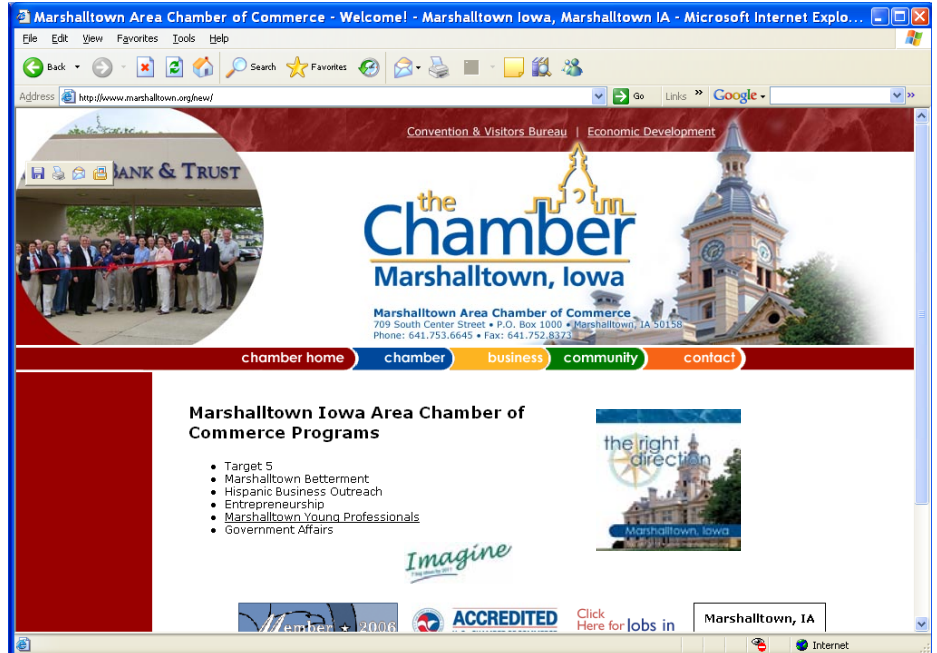 Marshalltown Area Chamber of Commerce - Welcome! - Marshalltown Iowa, Marshalltown IA - Microsoft Internet Explo...
File Edit View Favorites Tools Help
Back Search Favorites
Address http://www.marshalltown.org/new/ Go Links » Google »
Convention & Visitors Bureau | Economic Development
BANK & TRUST
the
Chamber
Marshalltown, Iowa
Marshalltown Area Chamber of Commerce
709 South Center Street • P.O. Box 1000 • Marshalltown, IA 50158
Phone: 641.753.6645 • Fax: 641.752.8373
chamber home chamber business community contact
Marshalltown Iowa Area Chamber of
Commerce Programs
the right
direction
• Target 5
• Marshalltown Betterment
• Hispanic Business Outreach
• Entrepreneurship
• Marshalltown Young Professionals
• Government Affairs
Marshalltown, Iowa
Imagine
Member ★ 2006
ACCREDITED
Click
Here for Jobs in
Marshalltown, IA
Internet